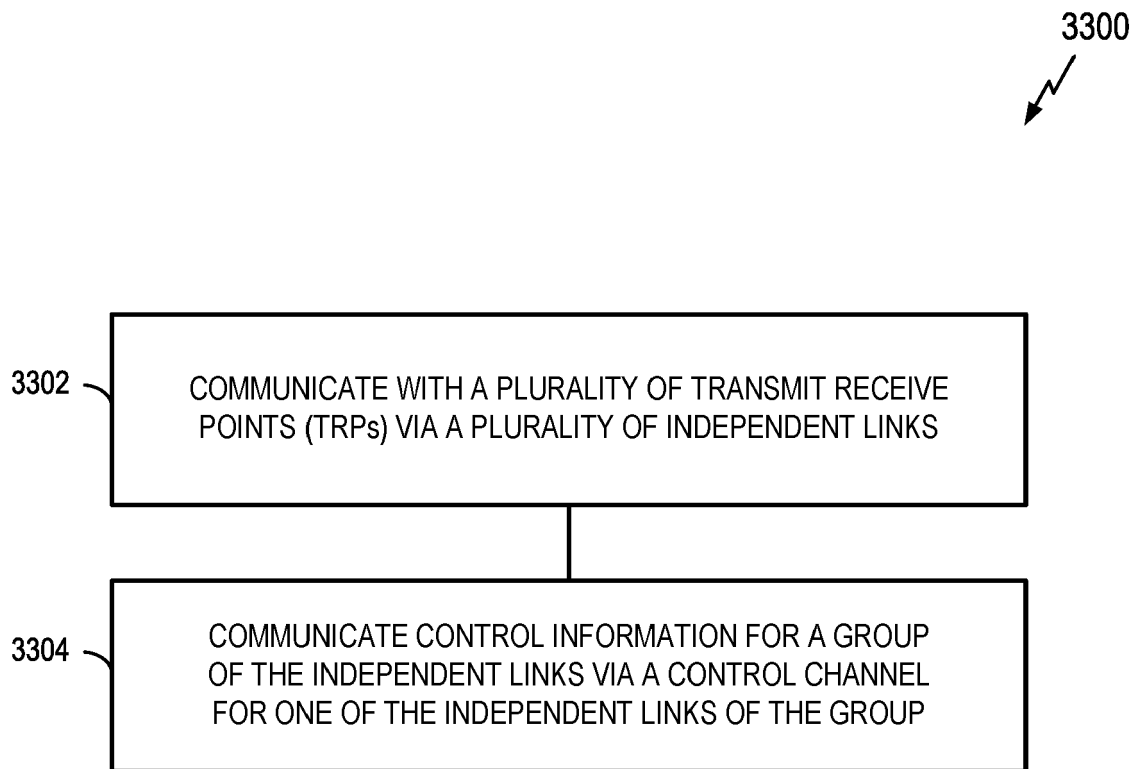 3300
3302
COMMUNICATE WITH A PLURALITY OF TRANSMIT RECEIVE
POINTS (TRPs) VIA A PLURALITY OF INDEPENDENT LINKS
3304
COMMUNICATE CONTROL INFORMATION FOR A GROUP
OF THE INDEPENDENT LINKS VIA A CONTROL CHANNEL
FOR ONE OF THE INDEPENDENT LINKS OF THE GROUP